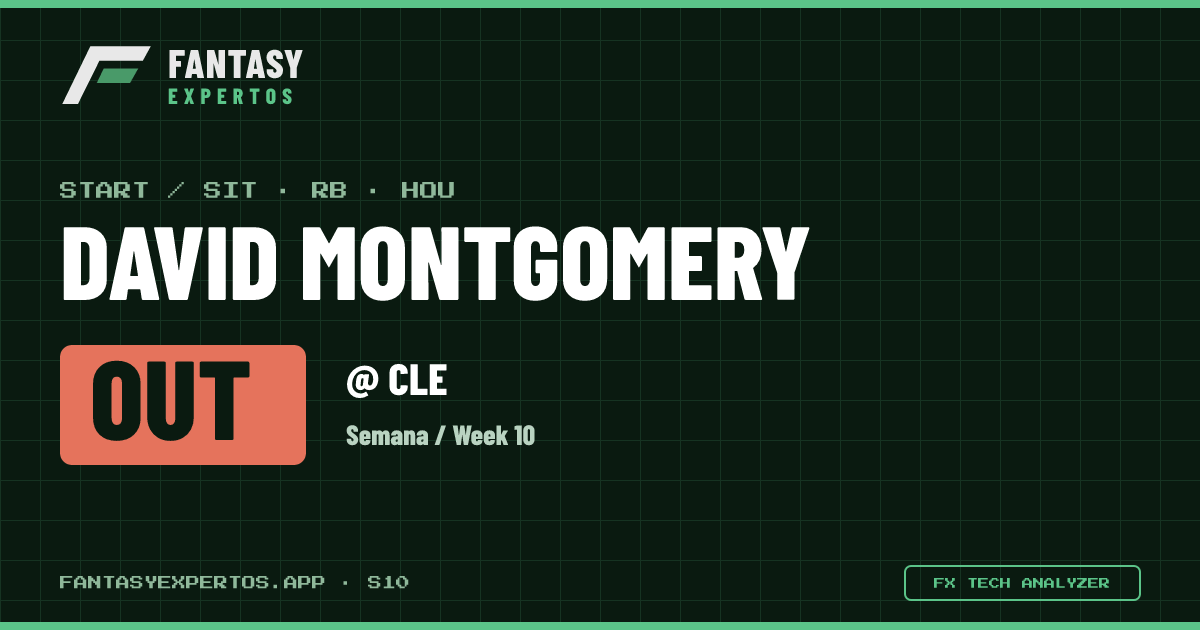 FANTASY
EXPERTOS
START / SIT · RB · HOU
DAVID MONTGOMERY
OUT
@ CLE
Semana / Week 10
FANTASYEXPERTOS.APP · S10
FX TECH ANALYZER